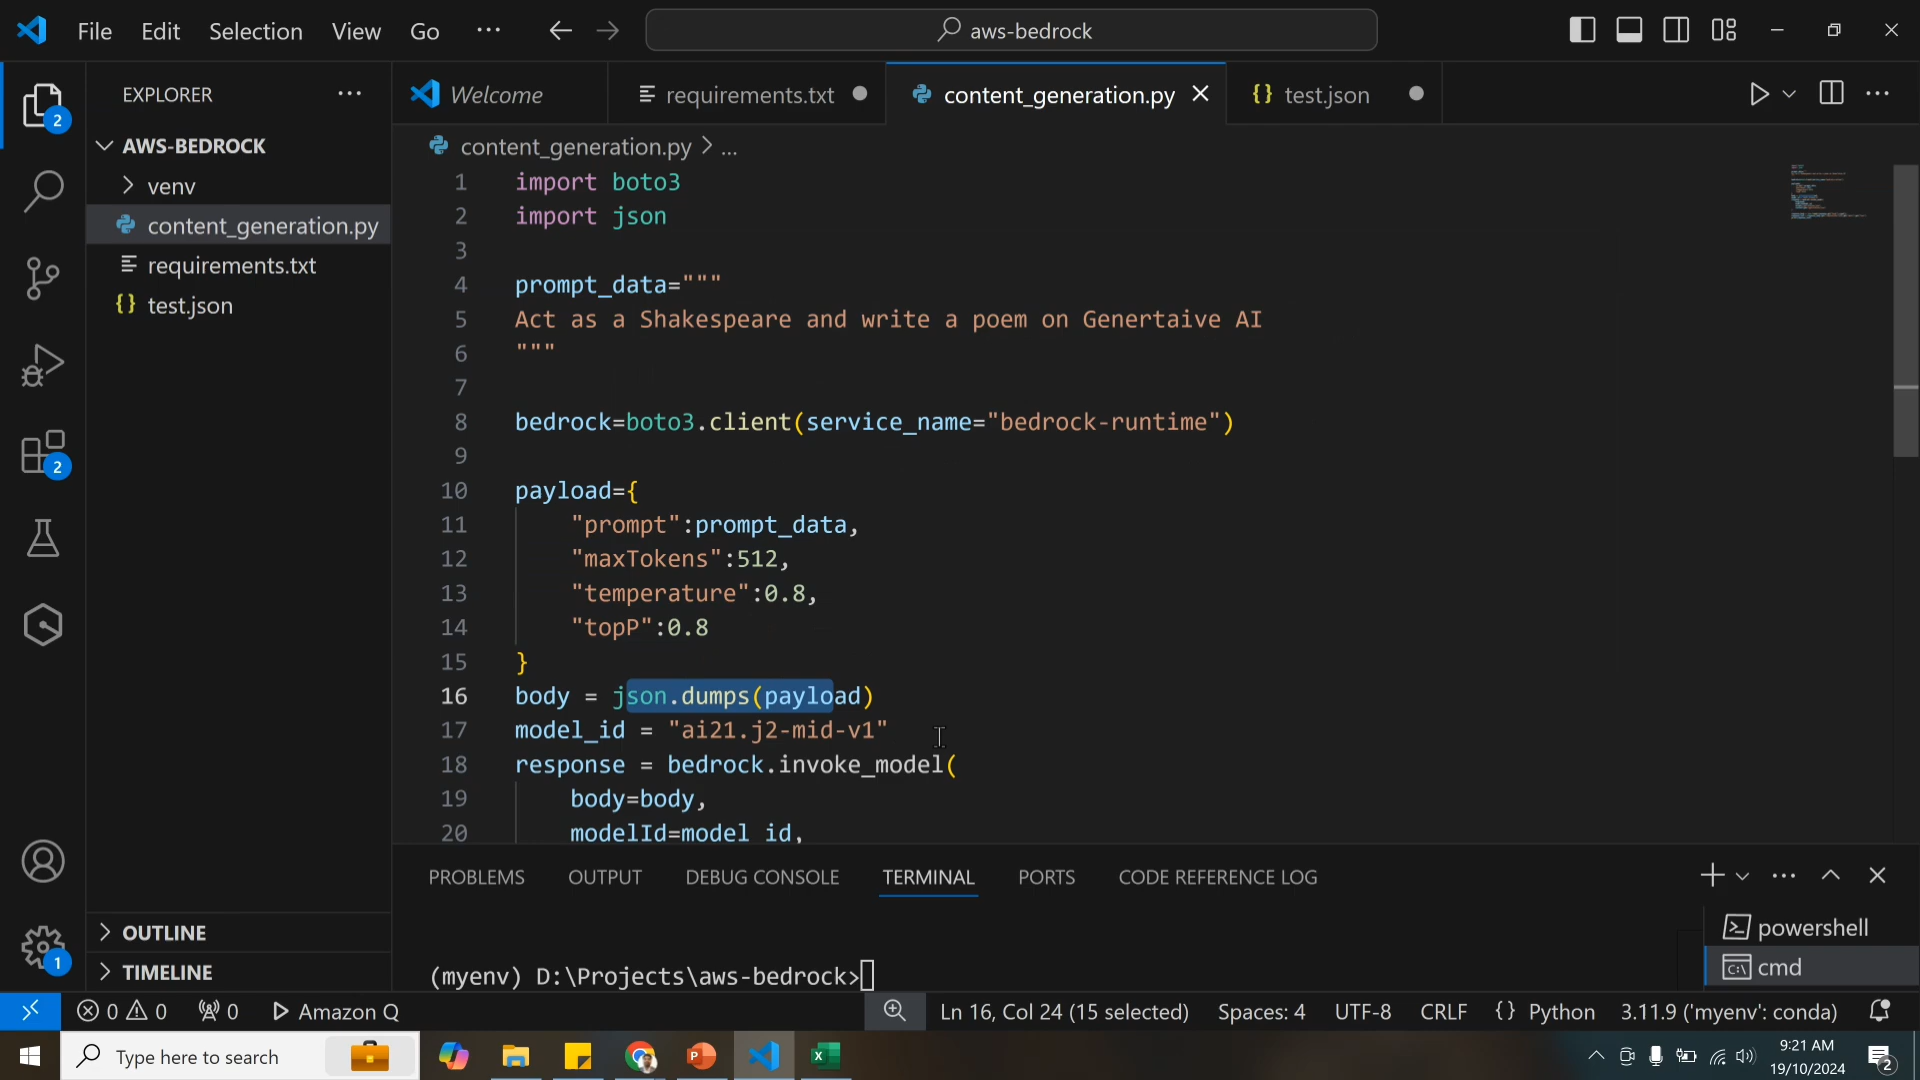 File Edit Selection View Go ... aws-bedrock
EXPLORER ...
Welcome requirements.txt content_generation.py test.json
AWS-BEDROCK
venv
content_generation.py
requirements.txt
test.json
content_generation.py > ...
1 import boto3
2 import json
3
4 prompt_data="""
5 Act as a Shakespeare and write a poem on Genertaive AI
6 """
7
8 bedrock=boto3.client(service_name="bedrock-runtime")
9
10 payload={
11 "prompt":prompt_data,
12 "maxTokens":512,
13 "temperature":0.8,
14 "topP":0.8
15 }
16 body = json.dumps(payload)
17 model_id = "ai21.j2-mid-v1"
18 response = bedrock.invoke_model(
19 body=body,
20 modelId=model_id,
2
2
1
OUTLINE
TIMELINE
PROBLEMS OUTPUT DEBUG CONSOLE TERMINAL PORTS CODE REFERENCE LOG
powershell
cmd
(myenv) D:\Projects\aws-bedrock>
0 0 0 Amazon Q Ln 16, Col 24 (15 selected) Spaces: 4 UTF-8 CRLF {} Python 3.11.9 ('myenv': conda)
Type here to search
9:21 AM
19/10/2024
2